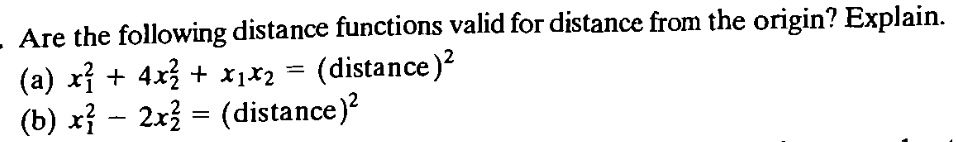 . Are the following distance functions valid for distance from the origin? Explain.
(a) x₁² + 4x₂² + x₁x₂ = (distance)²
(b) x₁² − 2x₂² = (distance)²